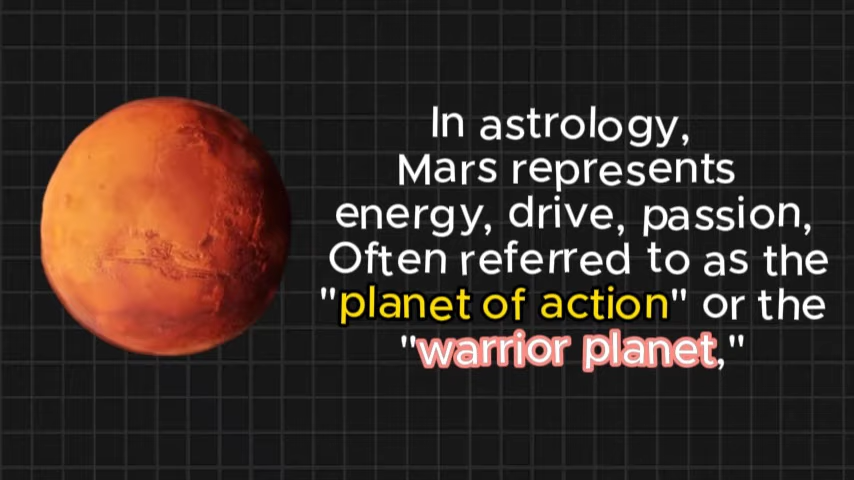 In astrology,
Mars represents
energy, drive, passion,
Often referred to as the
"planet of action" or the
"warrior planet,"